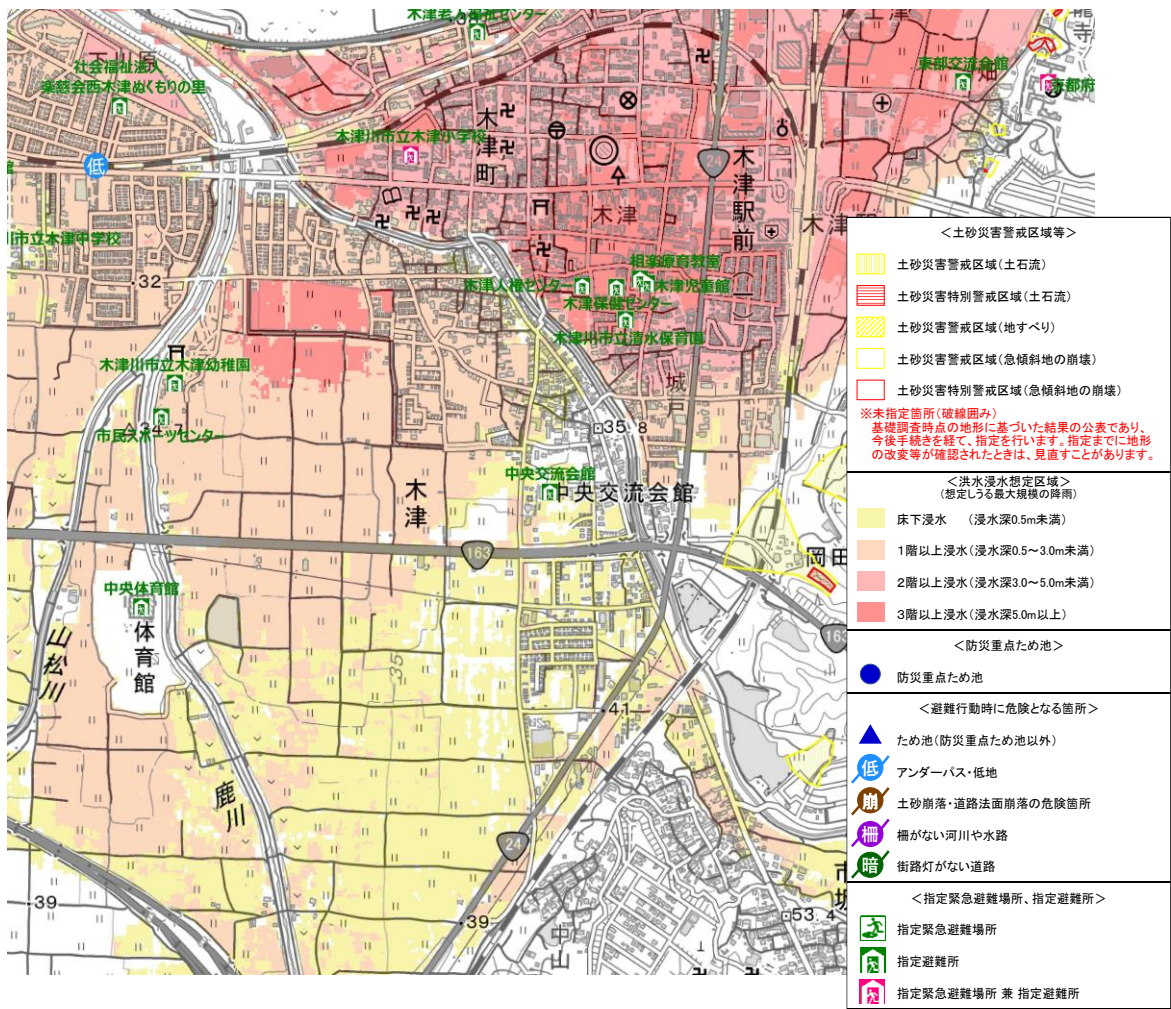 木津老人福祉センター
上津
社会福祉法人
楽慈会西木津ぬくもりの里
東部交流会館
京都府
木津川市立木津小学校
木津町
24
木津駅前
低
木津
川市立木津中学校
.32
相楽療育教室
木津人権センター
木津児童館
木津保健センター
木津川市立清水保育園
城戸
木津川市立木津幼稚園
市民スポーツセンター
35.8
中央交流会館
中央交流会館
木津
163
岡田
中央体育館
体育館
山松川
35
163
.41
鹿川
24
市坂
.39
.39
53.4
中山
＜土砂災害警戒区域等＞
土砂災害警戒区域（土石流）
土砂災害特別警戒区域（土石流）
土砂災害警戒区域（地すべり）
土砂災害警戒区域（急傾斜地の崩壊）
土砂災害特別警戒区域（急傾斜地の崩壊）
※未指定箇所（破線囲み）
基礎調査時点の地形に基づいた結果の公表であり、
今後手続きを経て、指定を行います。指定までに地形
の改変等が確認されたときは、見直すことがあります。
＜洪水浸水想定区域＞
（想定しうる最大規模の降雨）
床下浸水　（浸水深0.5m未満）
1階以上浸水（浸水深0.5～3.0m未満）
2階以上浸水（浸水深3.0～5.0m未満）
3階以上浸水（浸水深5.0m以上）
＜防災重点ため池＞
防災重点ため池
＜避難行動時に危険となる箇所＞
ため池（防災重点ため池以外）
低 アンダーパス・低地
崩 土砂崩落・道路法面崩落の危険箇所
柵 柵がない河川や水路
暗 街路灯がない道路
＜指定緊急避難場所、指定避難所＞
指定緊急避難場所
指定避難所
指定緊急避難場所 兼 指定避難所